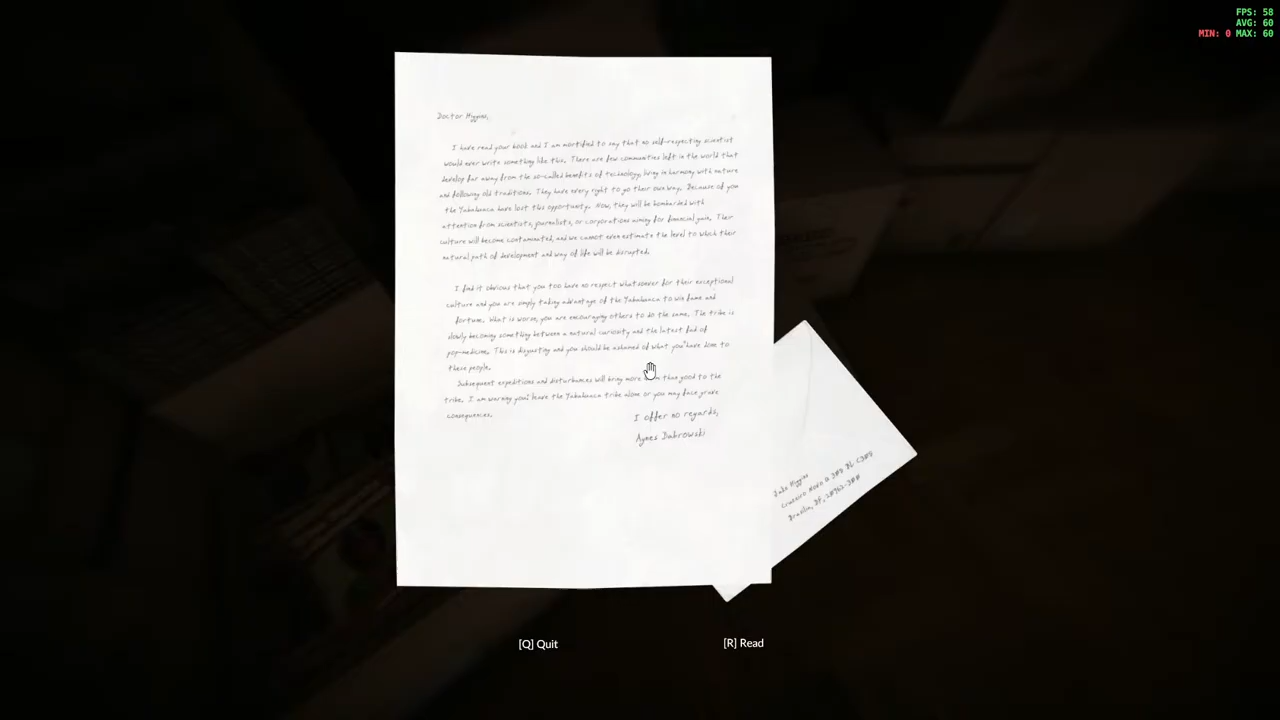 FPS: 58
AVG: 60
MIN: 0 MAX: 60
Doctor Higgins,
I have read your book and I am mortified to say that no self-respecting scientist
would ever write something like this. There are few communities left in the world that
develop far away from the so-called benefits of technology, living in harmony with nature
and following old traditions. They have every right to go their own way. Because of you
the Yabahuaca have lost this opportunity. Now, they will be bombarded with
attention from scientists, journalists, or corporations aiming for financial gain. Their
culture will become contaminated, and we cannot even estimate the level to which their
natural path of development and way of life will be disrupted.
I find it obvious that you too have no respect whatsoever for their exceptional
culture and you are simply taking advantage of the Yabahuaca to win fame and
fortune. What is worse, you are encouraging others to do the same. The tribe is
slowly becoming something between a natural curiosity and the latest fad of
pop-medicine. This is disgusting and you should be ashamed of what you have done to
these people.
Subsequent expeditions and disturbances will bring more than good to the
tribe. I am warning you: leave the Yabahuaca tribe alone or you may face grave
consequences.
I offer no regards,
Agnes Dubrowski
Jake Higgins
Cruzeiro Novo Q
Brasilia, DF,
[Q] Quit
[R] Read